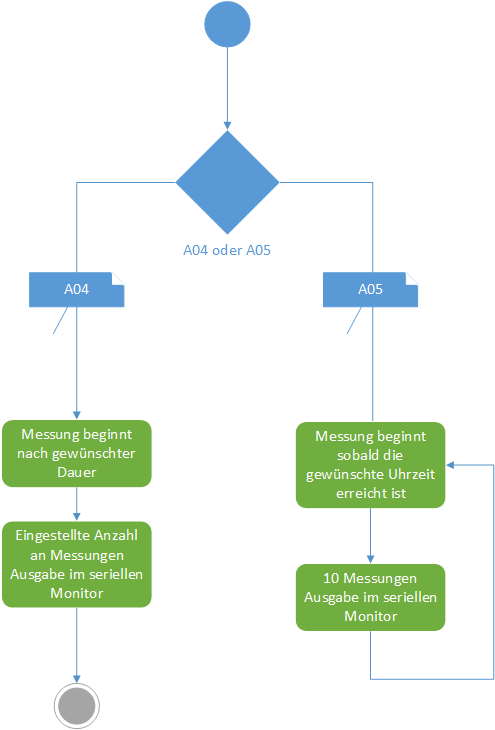 A04 oder A05
A04
A05
Messung beginnt
nach gewünschter
Dauer
Messung beginnt
sobald die
gewünschte Uhrzeit
erreicht ist
Eingestellte Anzahl
an Messungen
Ausgabe im seriellen
Monitor
10 Messungen
Ausgabe im seriellen
Monitor